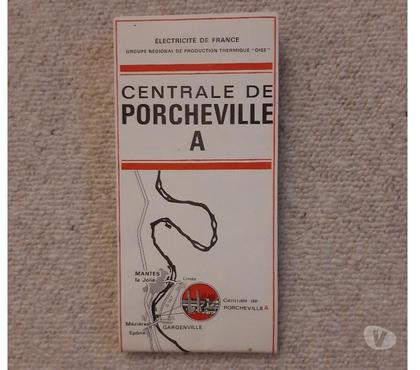 ÉLECTRICITÉ DE FRANCE
GROUPE RÉGIONAL DE PRODUCTION THERMIQUE "OISE"
CENTRALE DE
PORCHEVILLE
A
MANTES
la Jolie
Limay
Centrale de
PORCHEVILLE A
Mézières
GARGENVILLE
Epône
V